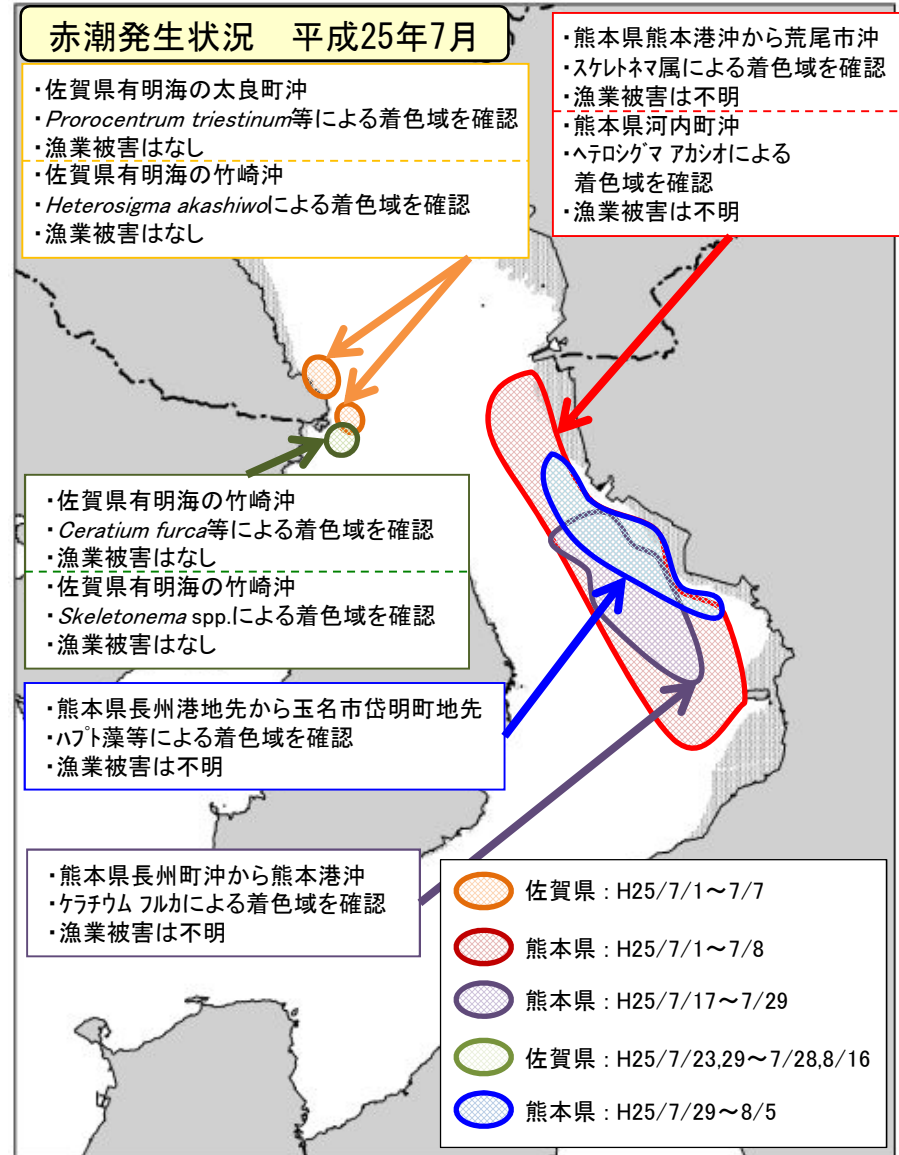 赤潮発生状況　平成25年7月
・佐賀県有明海の太良町沖
・Prorocentrum triestinum等による着色域を確認
・漁業被害はなし
・佐賀県有明海の竹崎沖
・Heterosigma akashiwoによる着色域を確認
・漁業被害はなし
・熊本県熊本港沖から荒尾市沖
・スケレトネマ属による着色域を確認
・漁業被害は不明
・熊本県河内町沖
・ヘテロシグマ アカシオによる
着色域を確認
・漁業被害は不明
・佐賀県有明海の竹崎沖
・Ceratium furca等による着色域を確認
・漁業被害はなし
・佐賀県有明海の竹崎沖
・Skeletonema spp.による着色域を確認
・漁業被害はなし
・熊本県長州港地先から玉名市岱明町地先
・ハプト藻等による着色域を確認
・漁業被害は不明
・熊本県長州町沖から熊本港沖
・ケラチウム フルカによる着色域を確認
・漁業被害は不明
佐賀県：H25/7/1～7/7
熊本県：H25/7/1～7/8
熊本県：H25/7/17～7/29
佐賀県：H25/7/23,29～7/28,8/16
熊本県：H25/7/29～8/5